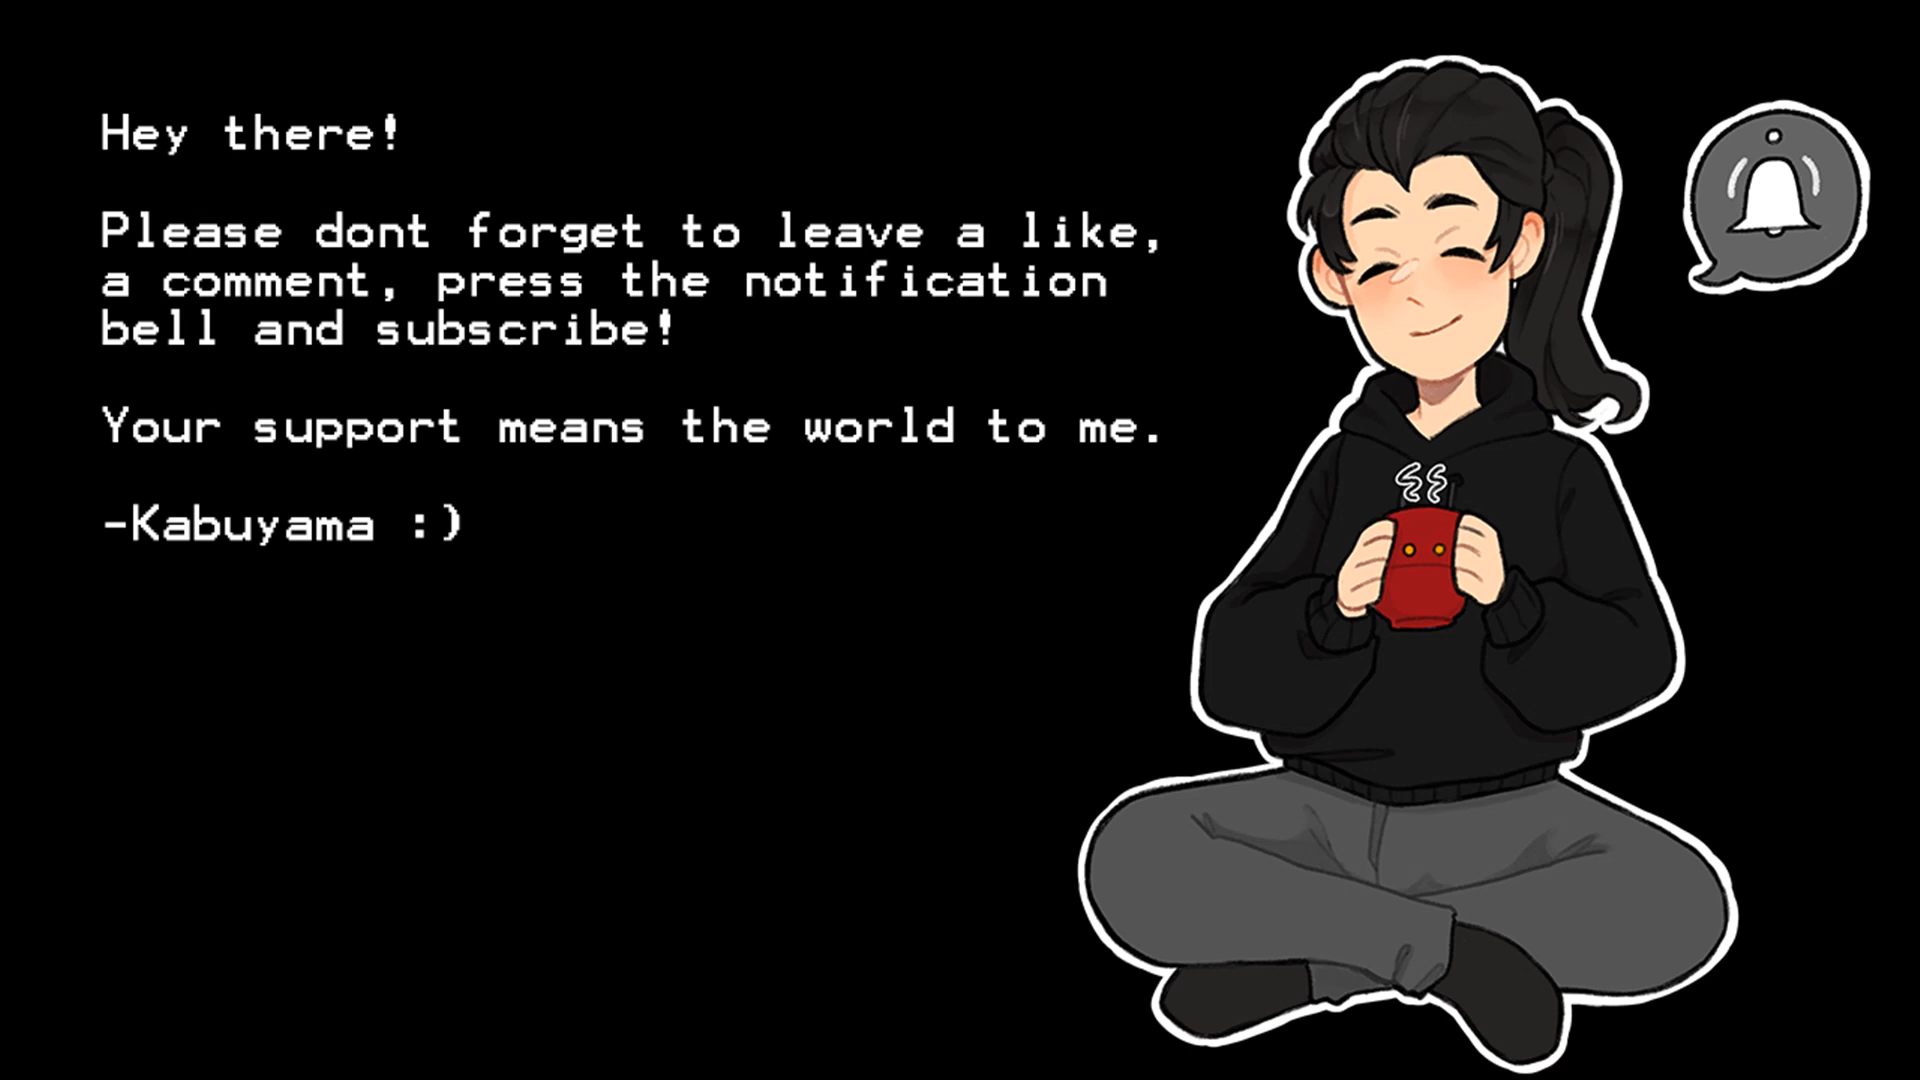 Hey there!
Please dont forget to leave a like,
a comment, press the notification
bell and subscribe!
Your support means the world to me.
-Kabuyama :)